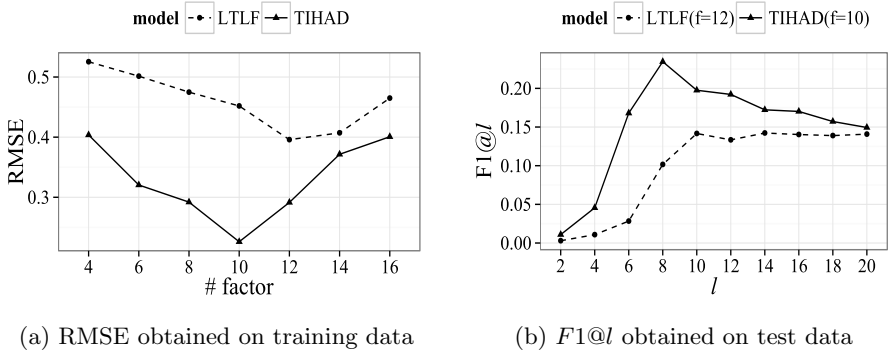 model LTLF TIHAD
0.5
0.4
0.3
RMSE
4 6 8 10 12 14 16
# factor
(a) RMSE obtained on training data
model LTLF(f=12) TIHAD(f=10)
0.20
0.15
0.10
0.05
0.00
F1@l
2 4 6 8 10 12 14 16 18 20
l
(b) F1@l obtained on test data